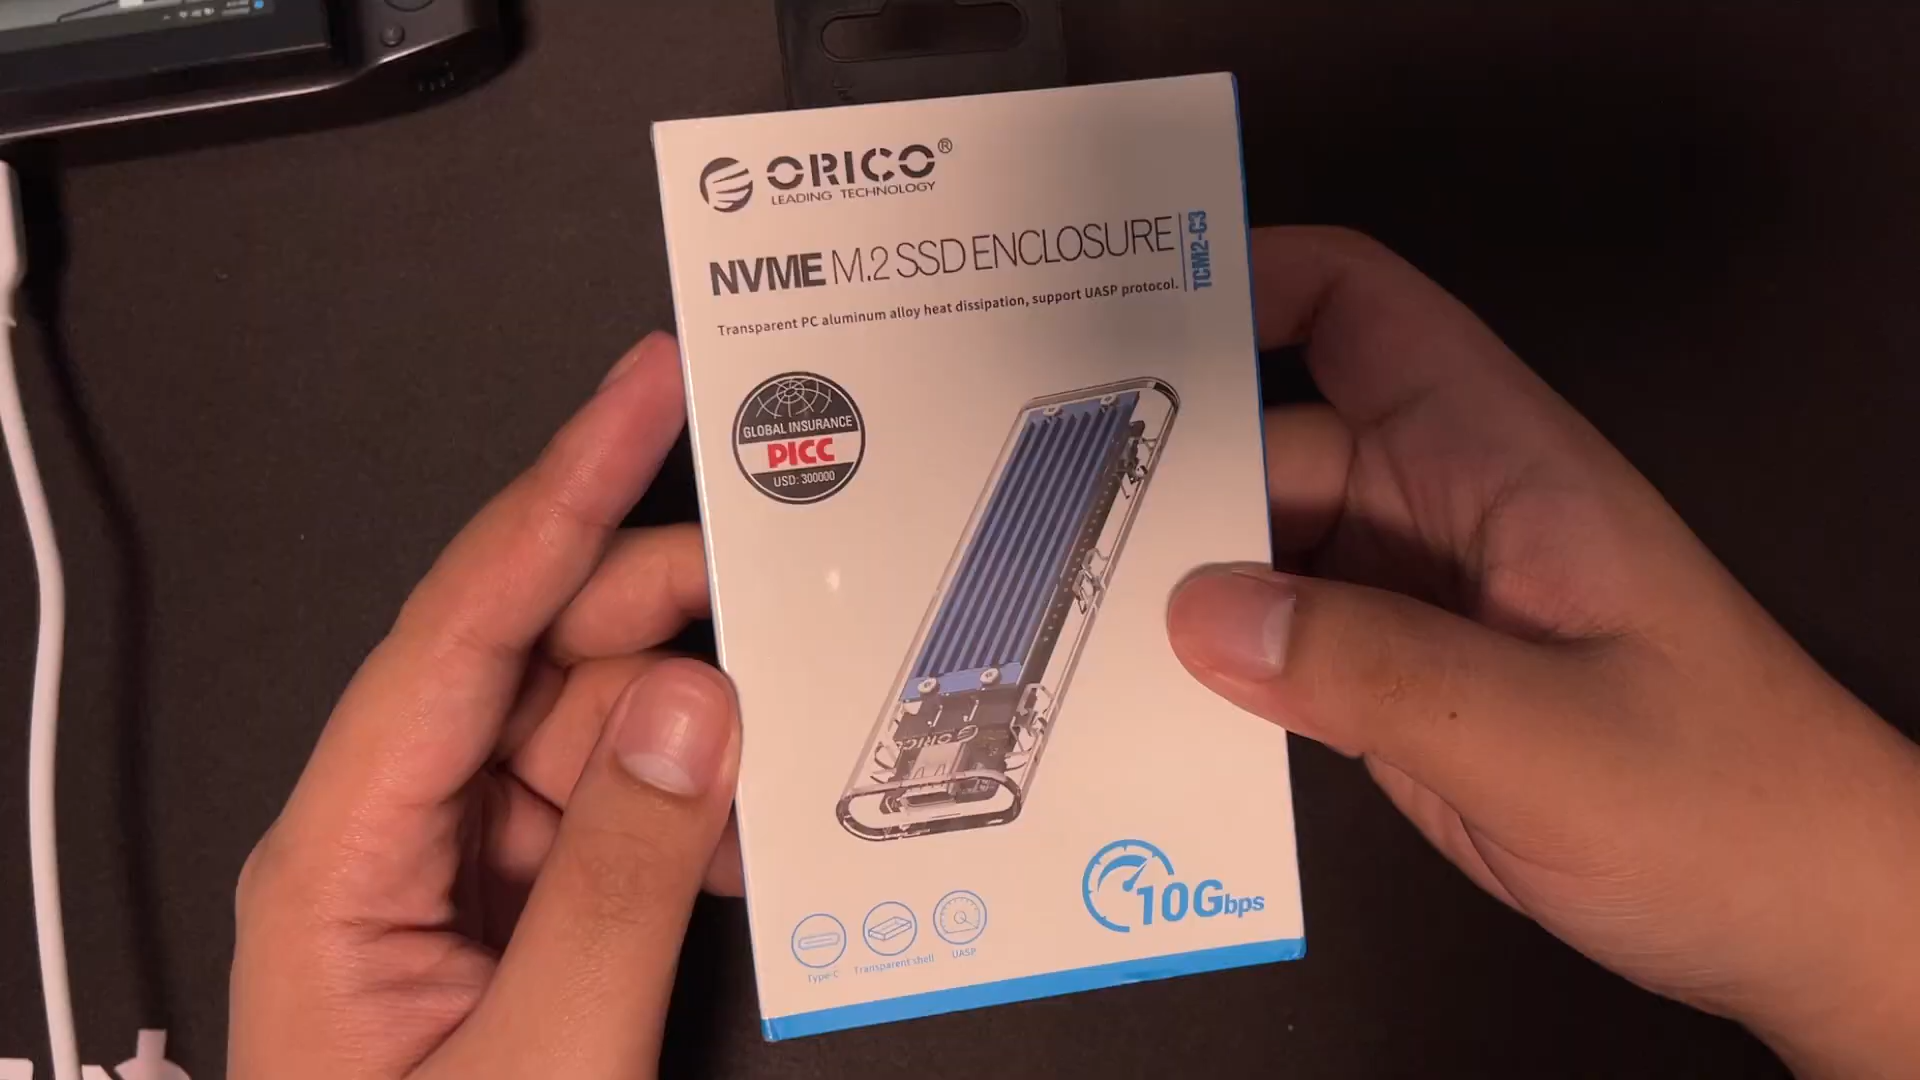 ORICO®
LEADING TECHNOLOGY
NVME M.2 SSD ENCLOSURE
TCM2-C3
Transparent PC aluminum alloy heat dissipation, support UASP protocol.
GLOBAL INSURANCE
PICC
USD: 300000
ORICO
10Gbps
Type-C
Transparent shell
UASP